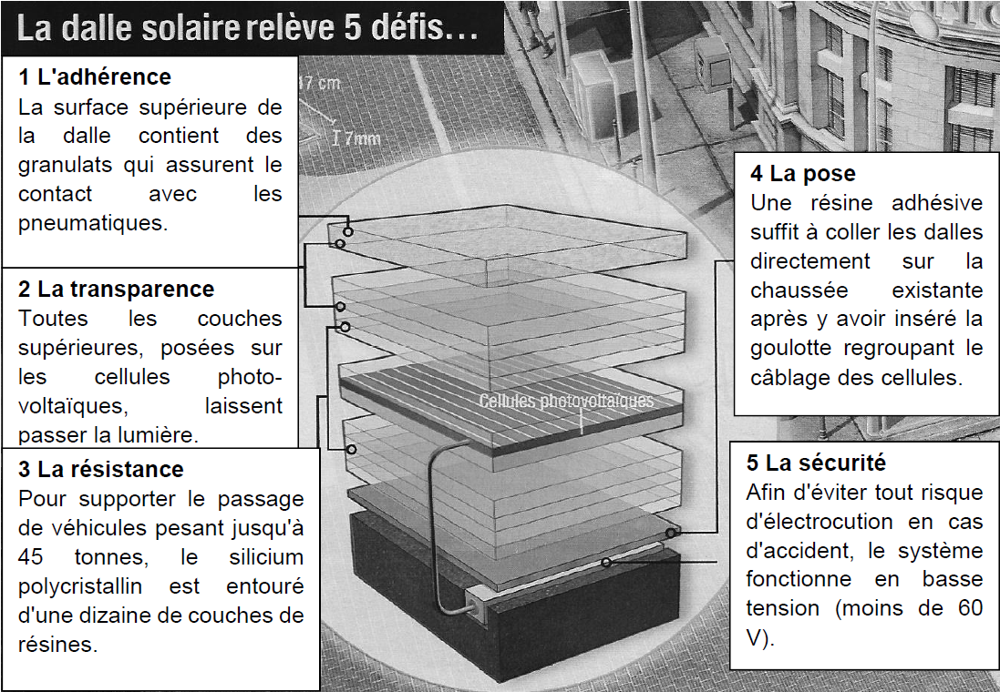 La dalle solaire relève 5 défis...
1 L'adhérence
La surface supérieure de
la dalle contient des
granulats qui assurent le
contact avec les
pneumatiques.
7 cm
7mm
2 La transparence
Toutes les couches
supérieures, posées sur
les cellules photo-
voltaïques, laissent
passer la lumière.
3 La résistance
Pour supporter le passage
de véhicules pesant jusqu'à
45 tonnes, le silicium
polycristallin est entouré
d'une dizaine de couches de
résines.
Cellules photovoltaïques
4 La pose
Une résine adhésive
suffit à coller les dalles
directement sur la
chaussée existante
après y avoir inséré la
goulotte regroupant le
câblage des cellules.
5 La sécurité
Afin d'éviter tout risque
d'électrocution en cas
d'accident, le système
fonctionne en basse
tension (moins de 60
V).